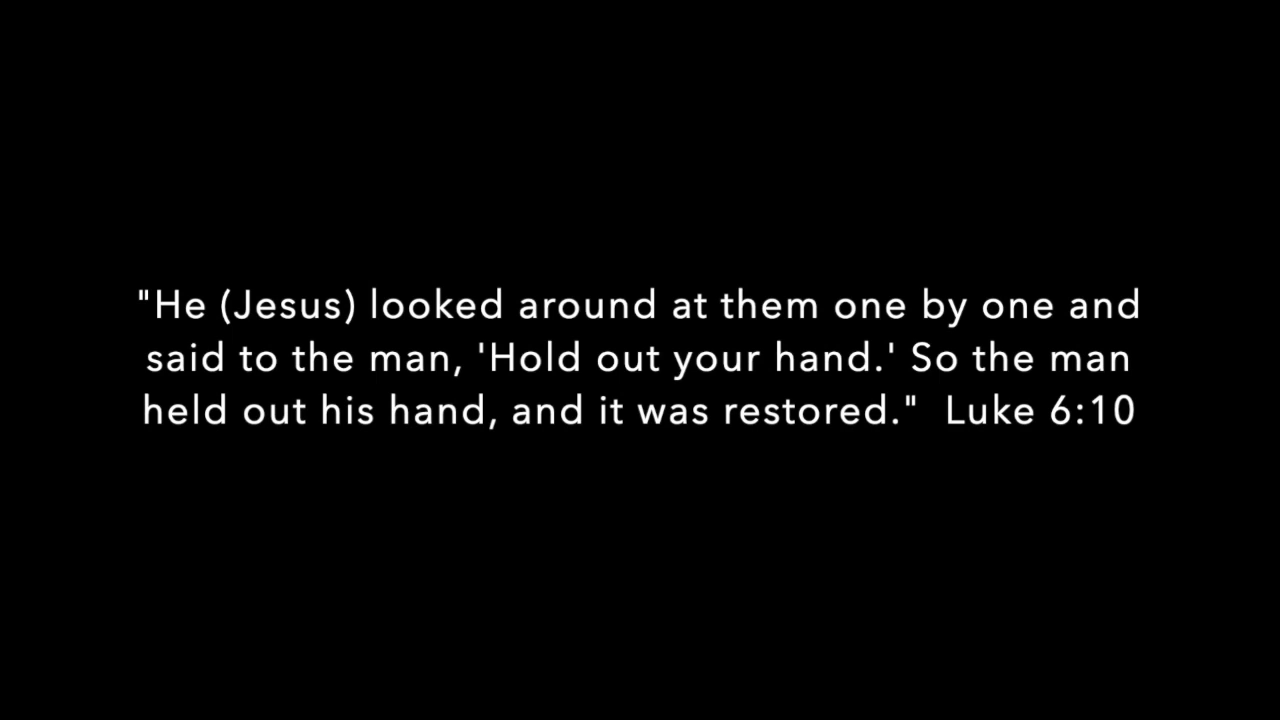 "He (Jesus) looked around at them one by one and
said to the man, 'Hold out your hand.' So the man
held out his hand, and it was restored."  Luke 6:10